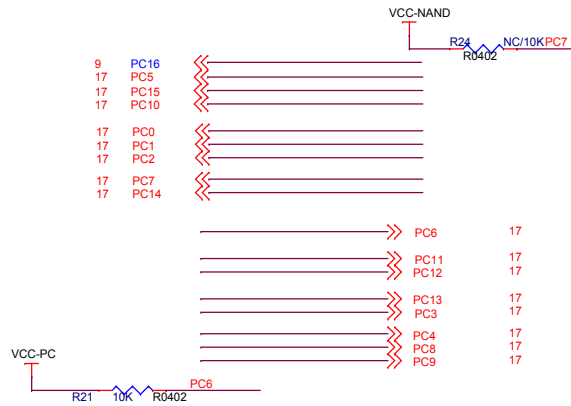 VCC-NAND
R24 NC/10K PC7
R0402
9 PC16
17 PC5
17 PC15
17 PC10
17 PC0
17 PC1
17 PC2
17 PC7
17 PC14
PC6 17
PC11 17
PC12 17
PC13 17
PC3 17
PC4 17
PC8 17
PC9 17
VCC-PC
PC6
R21 10K R0402